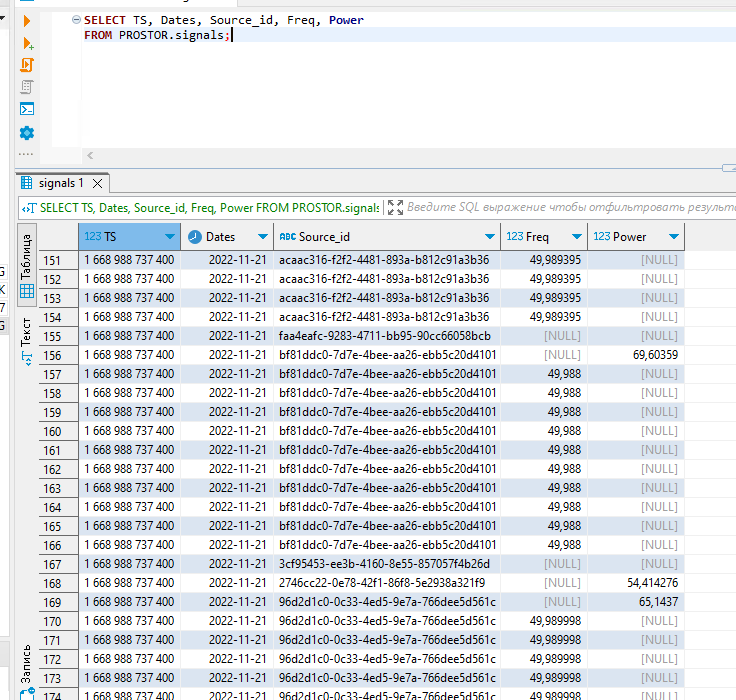 SELECT TS, Dates, Source_id, Freq, Power
FROM PROSTOR.signals;
signals 1
SELECT TS, Dates, Source_id, Freq, Power FROM PROSTOR.signals
Введите SQL выражение чтобы отфильтровать
Таблица
Текст
Запись
123 TS Dates ABC Source_id 123 Freq 123 Power
151 1 668 988 737 400 2022-11-21 acaac316-f2f2-4481-893a-b812c91a3b36 49,989395 [NULL]
152 1 668 988 737 400 2022-11-21 acaac316-f2f2-4481-893a-b812c91a3b36 49,989395 [NULL]
153 1 668 988 737 400 2022-11-21 acaac316-f2f2-4481-893a-b812c91a3b36 49,989395 [NULL]
154 1 668 988 737 400 2022-11-21 acaac316-f2f2-4481-893a-b812c91a3b36 49,989395 [NULL]
155 1 668 988 737 400 2022-11-21 faa4eafc-9283-4711-bb95-90cc66058bcb [NULL] [NULL]
156 1 668 988 737 400 2022-11-21 bf81ddc0-7d7e-4bee-aa26-ebb5c20d4101 [NULL] 69,60359
157 1 668 988 737 400 2022-11-21 bf81ddc0-7d7e-4bee-aa26-ebb5c20d4101 49,988 [NULL]
158 1 668 988 737 400 2022-11-21 bf81ddc0-7d7e-4bee-aa26-ebb5c20d4101 49,988 [NULL]
159 1 668 988 737 400 2022-11-21 bf81ddc0-7d7e-4bee-aa26-ebb5c20d4101 49,988 [NULL]
160 1 668 988 737 400 2022-11-21 bf81ddc0-7d7e-4bee-aa26-ebb5c20d4101 49,988 [NULL]
161 1 668 988 737 400 2022-11-21 bf81ddc0-7d7e-4bee-aa26-ebb5c20d4101 49,988 [NULL]
162 1 668 988 737 400 2022-11-21 bf81ddc0-7d7e-4bee-aa26-ebb5c20d4101 49,988 [NULL]
163 1 668 988 737 400 2022-11-21 bf81ddc0-7d7e-4bee-aa26-ebb5c20d4101 49,988 [NULL]
164 1 668 988 737 400 2022-11-21 bf81ddc0-7d7e-4bee-aa26-ebb5c20d4101 49,988 [NULL]
165 1 668 988 737 400 2022-11-21 bf81ddc0-7d7e-4bee-aa26-ebb5c20d4101 49,988 [NULL]
166 1 668 988 737 400 2022-11-21 bf81ddc0-7d7e-4bee-aa26-ebb5c20d4101 49,988 [NULL]
167 1 668 988 737 400 2022-11-21 3cf95453-ee3b-4160-8e55-857057f4b26d [NULL] [NULL]
168 1 668 988 737 400 2022-11-21 2746cc22-0e78-42f1-86f8-5e2938a321f9 [NULL] 54,414276
169 1 668 988 737 400 2022-11-21 96d2d1c0-0c33-4ed5-9e7a-766dee5d561c [NULL] 65,1437
170 1 668 988 737 400 2022-11-21 96d2d1c0-0c33-4ed5-9e7a-766dee5d561c 49,989998 [NULL]
171 1 668 988 737 400 2022-11-21 96d2d1c0-0c33-4ed5-9e7a-766dee5d561c 49,989998 [NULL]
172 1 668 988 737 400 2022-11-21 96d2d1c0-0c33-4ed5-9e7a-766dee5d561c 49,989998 [NULL]
173 1 668 988 737 400 2022-11-21 96d2d1c0-0c33-4ed5-9e7a-766dee5d561c 49,989998 [NULL]
174 1 668 988 737 400 2022-11-21 96d2d1c0-0c33-4ed5-9e7a-766dee5d561c 49,989998 [NULL]